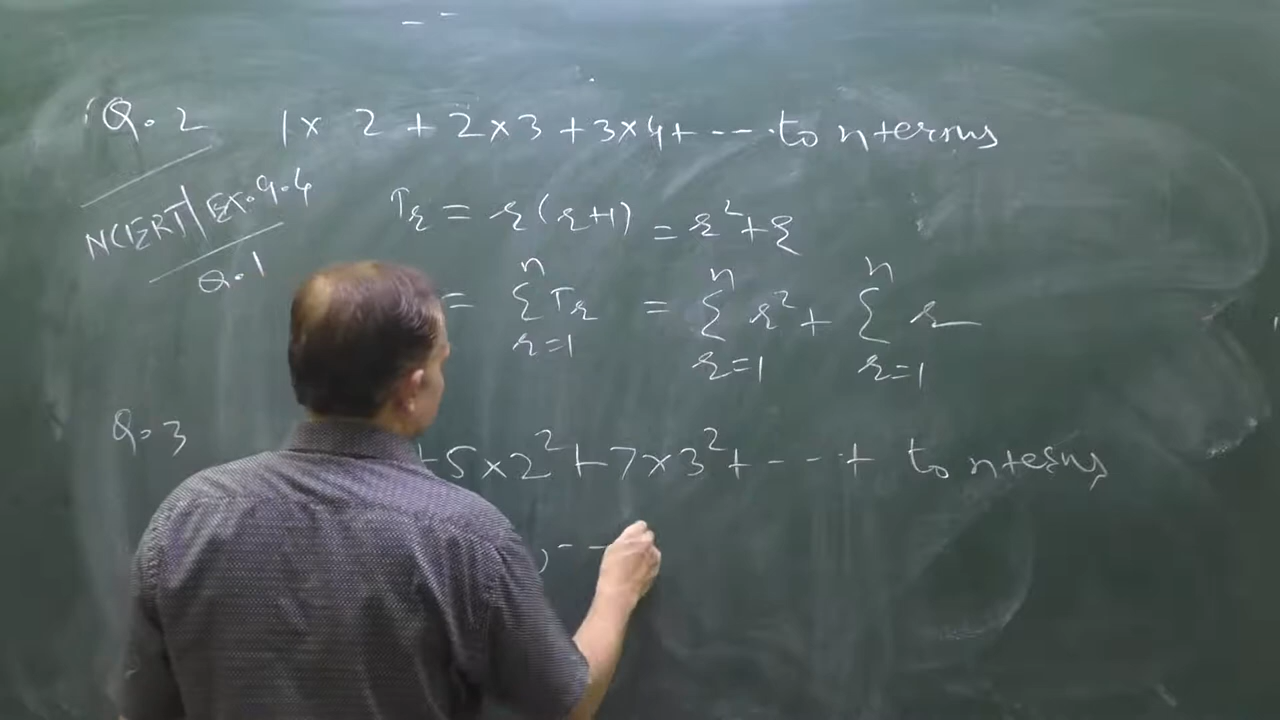 Q.2 1 × 2 + 2×3 + 3×4+ ---- to n terms
NCERT| Ex.9.4
Q.1
Tr = r(r+1) = r²+r
= n∑r=1 Tr = n∑r=1 r² + n∑r=1 r
Q.3 +5×2²+7×3²+ ----+ to n terms
, - -